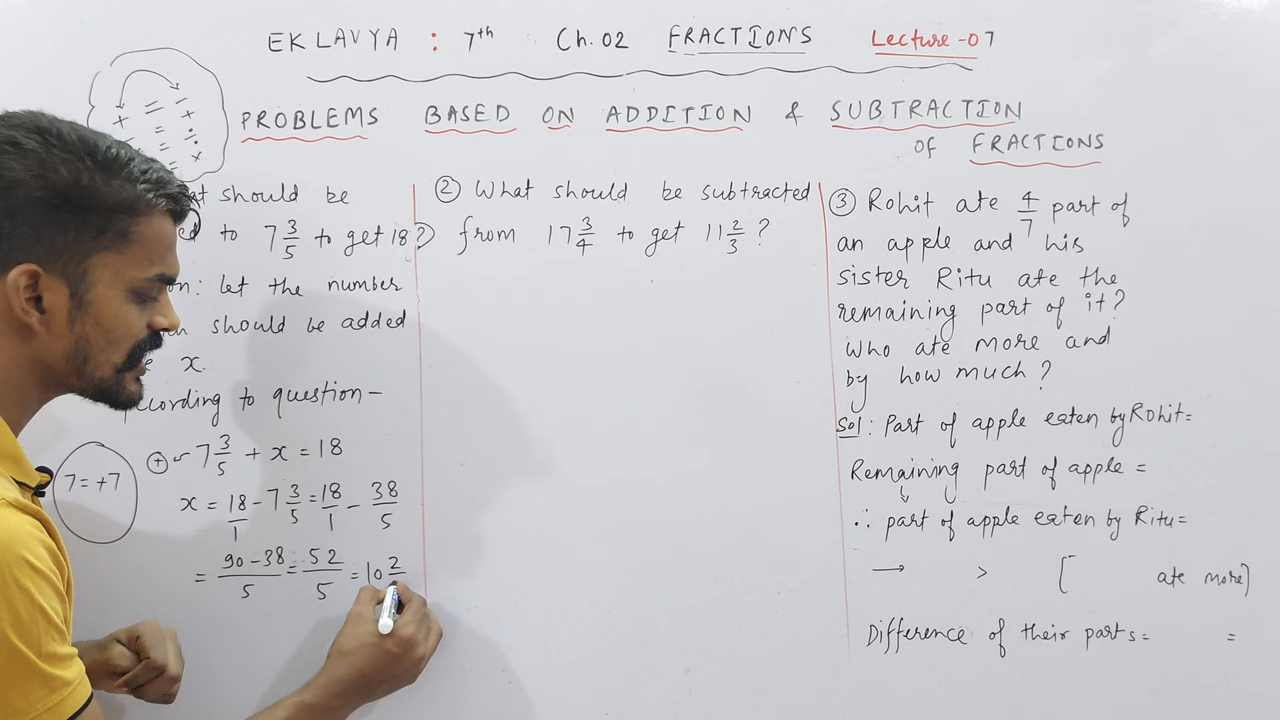 EKLAVYA : 7th Ch. 02 FRACTIONS Lecture-07
PROBLEMS BASED ON ADDITION & SUBTRACTION
OF FRACTIONS
+ = -
- = +
× = ÷
÷ = ×
should be
to 7 3/5 to get 18?
let the number
should be added
x.
According to question-
7 3/5 + x = 18
7 = +7
x = 18/1 - 7 3/5 = 18/1 - 38/5
= 90-38/5 = 52/5 = 10 2/
② What should be subtracted
from 17 3/4 to get 11 2/3 ?
③ Rohit ate 4/7 part of
an apple and his
sister Ritu ate the
remaining part of it?
Who ate more and
by how much?
Sol: Part of apple eaten by Rohit=
Remaining part of apple =
∴ part of apple eaten by Ritu=
→ > [ ate more]
Difference of their parts= =